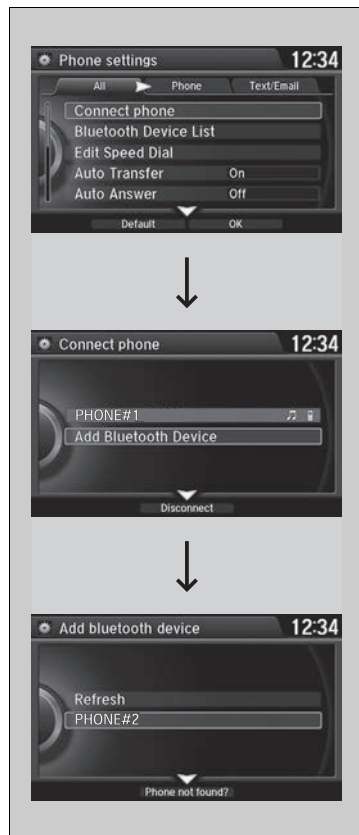 Phone settings 12:34
All Phone Text/Email
Connect phone
Bluetooth Device List
Edit Speed Dial
Auto Transfer On
Auto Answer Off
Default OK
Connect phone 12:34
PHONE#1
Add Bluetooth Device
Disconnect
Add bluetooth device 12:34
Refresh
PHONE#2
Phone not found?